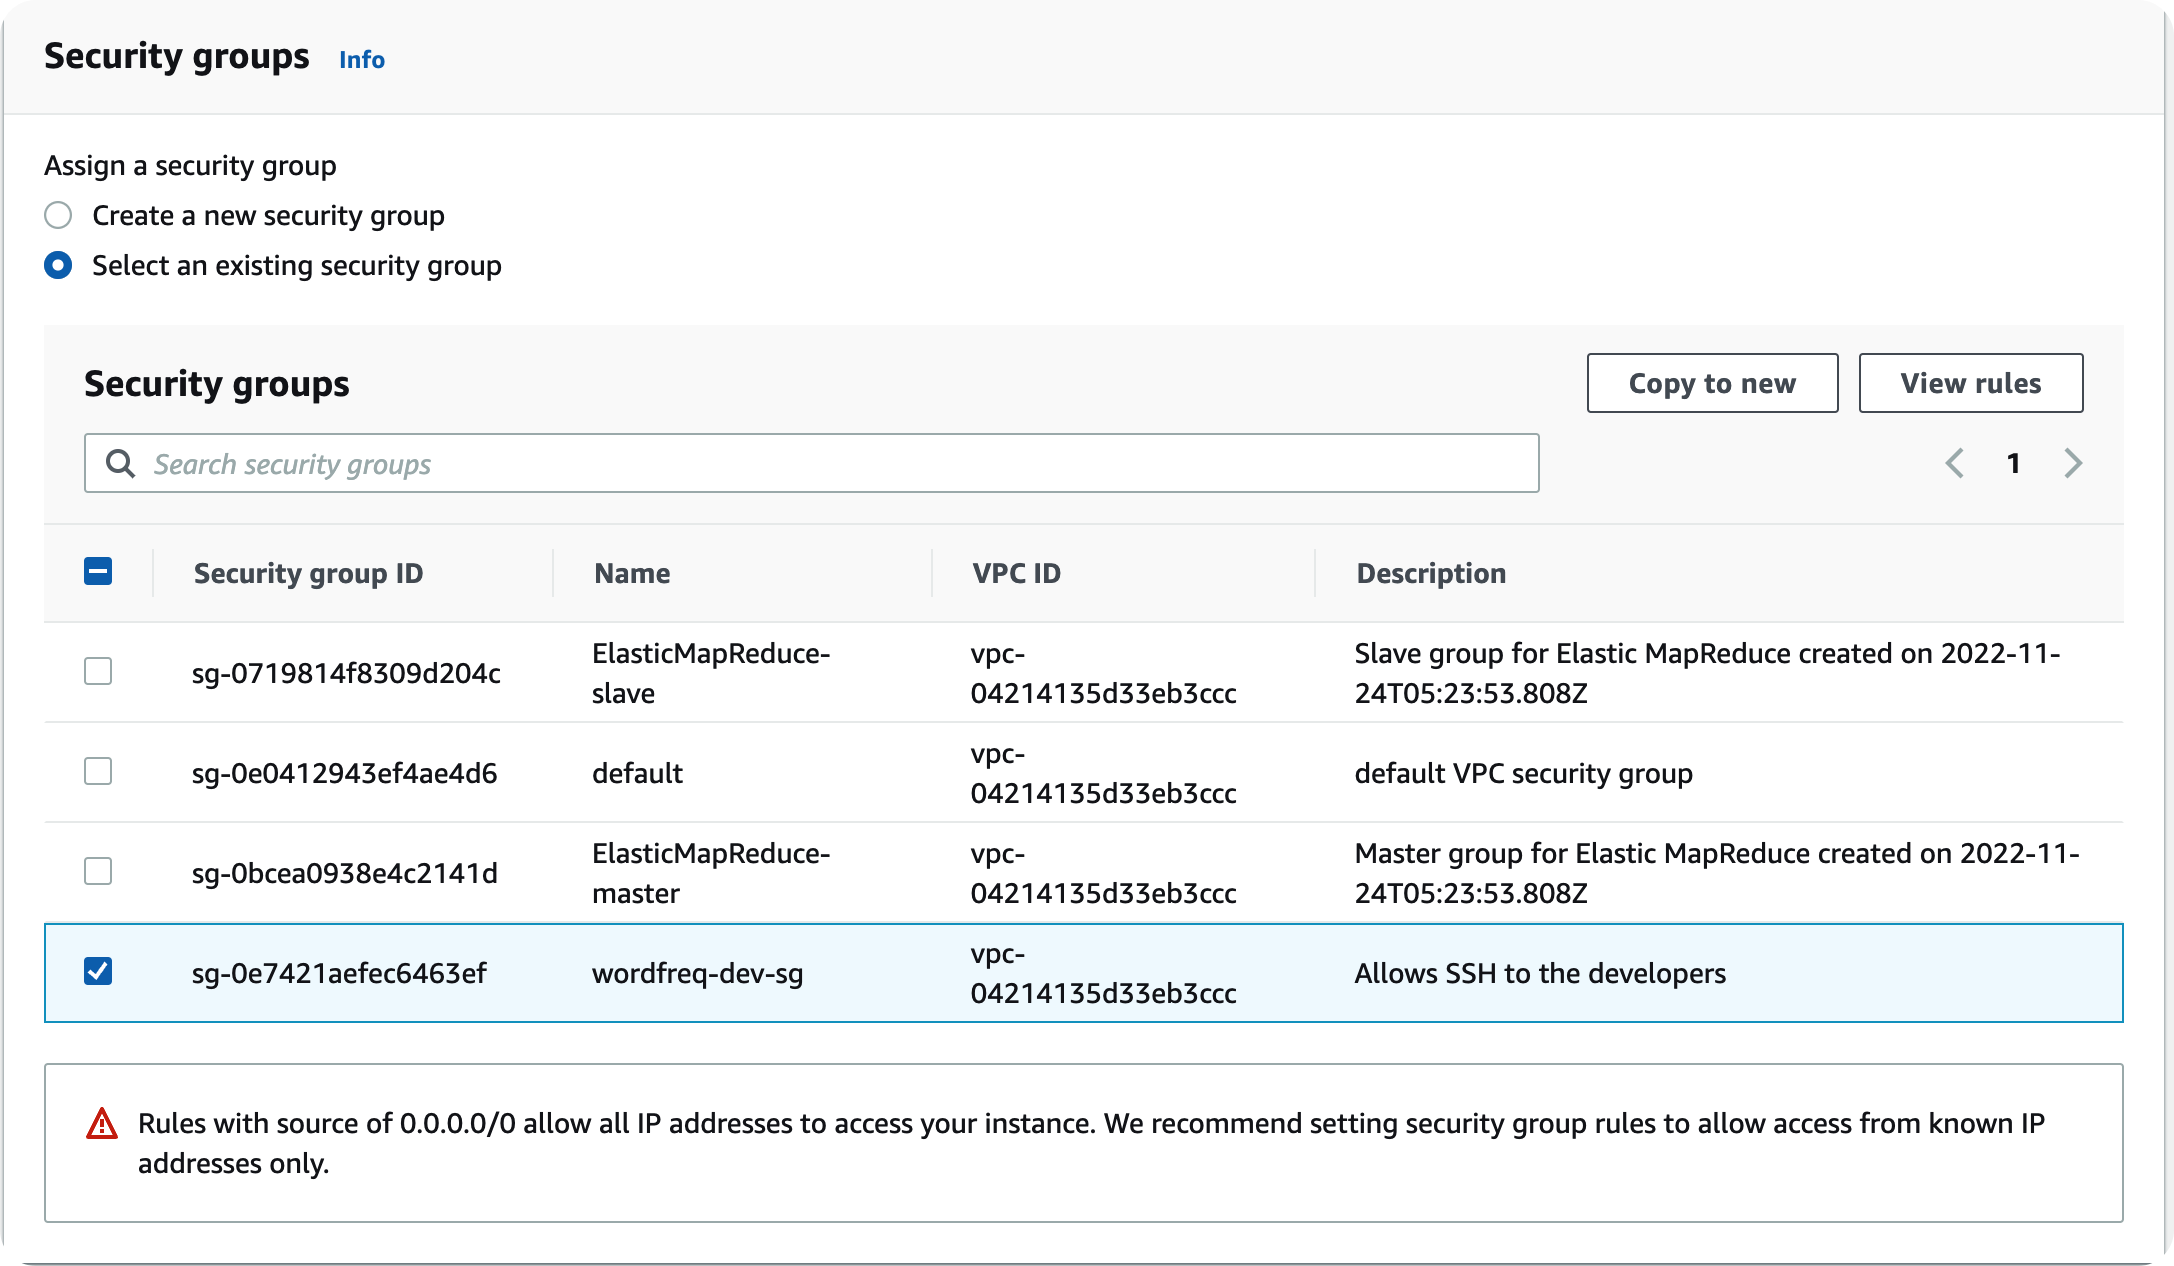 Security groups Info
Assign a security group
Create a new security group
Select an existing security group
Security groups
Copy to new
View rules
Search security groups
1
Security group ID
Name
VPC ID
Description
sg-0719814f8309d204c
ElasticMapReduce-
slave
vpc-
04214135d33eb3ccc
Slave group for Elastic MapReduce created on 2022-11-
24T05:23:53.808Z
sg-0e0412943ef4ae4d6
default
vpc-
04214135d33eb3ccc
default VPC security group
sg-0bcea0938e4c2141d
ElasticMapReduce-
master
vpc-
04214135d33eb3ccc
Master group for Elastic MapReduce created on 2022-11-
24T05:23:53.808Z
sg-0e7421aefec6463ef
wordfreq-dev-sg
vpc-
04214135d33eb3ccc
Allows SSH to the developers
Rules with source of 0.0.0.0/0 allow all IP addresses to access your instance. We recommend setting security group rules to allow access from known IP
addresses only.